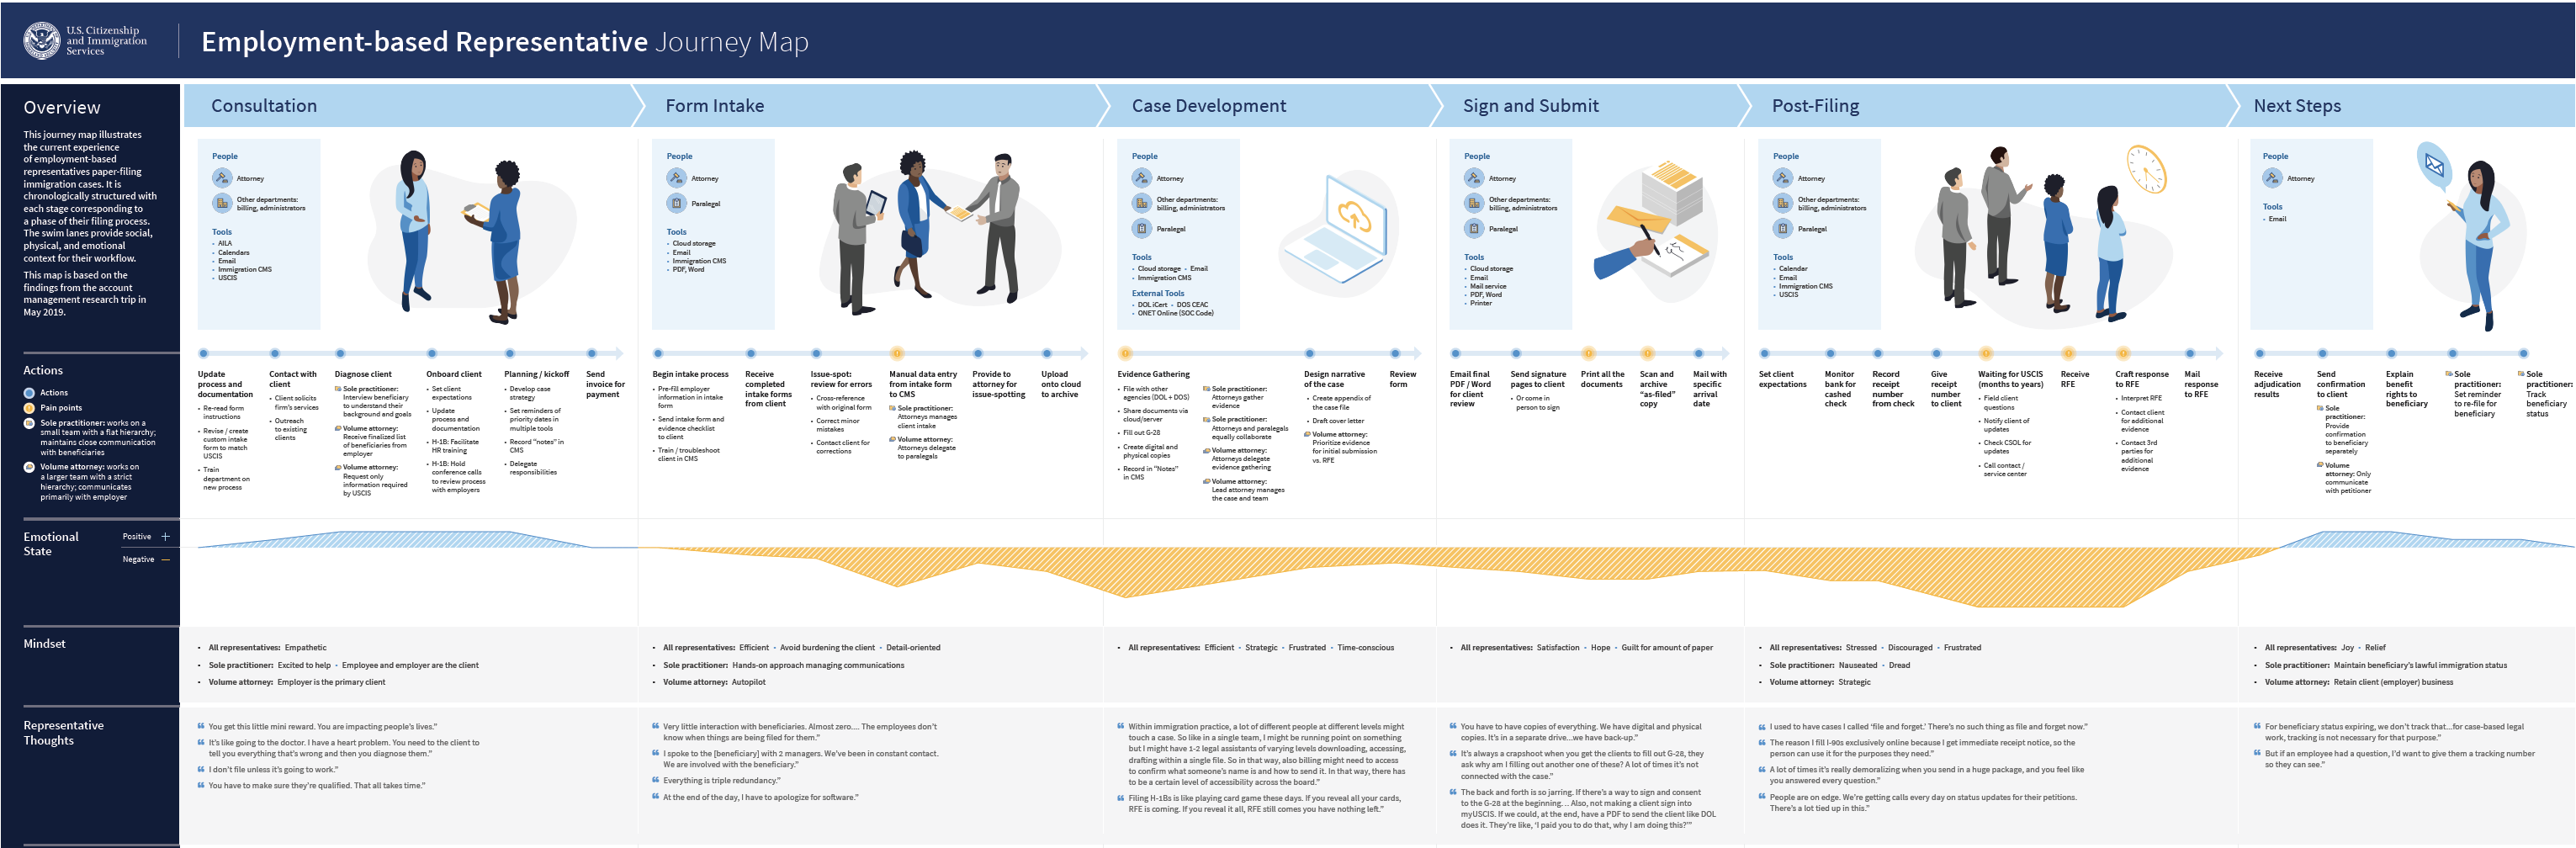 U.S. Citizenship
and Immigration
Services
Employment-based Representative Journey Map
Overview
This journey map illustrates
the current experience
of employment-based
representatives paper-filing
immigration cases. It is
chronologically structured with
each stage corresponding to
a phase of their filing process.
The swim lanes provide social,
physical, and emotional
context for their workflow.
This map is based on the
findings from the account
management research trip in
May 2019.
Consultation
Form Intake
Case Development
Sign and Submit
Post-Filing
Next Steps
People
Attorney
Other departments:
billing, administrators
Tools
• AILA
• Calendars
• Email
• Immigration CMS
• USCIS
People
Attorney
Paralegal
Tools
• Cloud storage
• Email
• Immigration CMS
• PDF, Word
People
Attorney
Other departments:
billing, administrators
Paralegal
Tools
• Cloud storage • Email
• Immigration CMS
External Tools
• DOL iCert • DOS CEAC
• ONET Online (SOC Code)
People
Attorney
Other departments:
billing, administrators
Paralegal
Tools
• Cloud storage
• Email
• Mail service
• PDF, Word
• Printer
People
Attorney
Other departments:
billing, administrators
Paralegal
Tools
• Calendar
• Email
• Immigration CMS
• USCIS
People
Attorney
Tools
• Email
Actions
Actions
Pain points
Sole practitioner: works on a
small team with a flat hierarchy;
maintains close communication
with beneficiaries
Volume attorney: works on
a larger team with a strict
hierarchy; communicates
primarily with employer
Update
process and
documentation
• Re-read form
instructions
• Revise / create
custom intake
form to match
USCIS
• Train
department on
new process
Contact with
client
• Client solicits
firm's services
• Outreach
to existing
clients
Diagnose client
Sole practitioner:
Interview beneficiary
to understand their
background and goals
Volume attorney:
Receive finalized list
of beneficiaries from
employer
Volume attorney:
Request only
information required
by USCIS
Onboard client
• Set client
expectations
• Update
process and
documentation
• H-1B: Facilitate
HR training
• H-1B: Hold
conference calls
to review process
with employers
Planning / kickoff
• Develop case
strategy
• Set reminders of
priority dates in
multiple tools
• Record "notes" in
CMS
• Delegate
responsibilities
Send
invoice for
payment
Begin intake process
• Pre-fill employer
information in intake
form
• Send intake form and
evidence checklist
to client
• Train / troubleshoot
client in CMS
Receive
completed
intake forms
from client
Issue-spot:
review for errors
• Cross-reference
with original form
• Correct minor
mistakes
• Contact client for
corrections
Manual data entry
from intake form
to CMS
Sole practitioner:
Attorneys manages
client intake
Volume attorney:
Attorneys delegate
to paralegals
Provide to
attorney for
issue-spotting
Upload
onto cloud
to archive
Evidence Gathering
• File with other
agencies (DOL + DOS)
• Share documents via
cloud/server
• Fill out G-28
• Create digital and
physical copies
• Record in "Notes"
in CMS
Sole practitioner:
Attorneys gather
evidence
Sole practitioner:
Attorneys and paralegals
equally collaborate
Volume attorney:
Attorneys delegate
evidence gathering
Volume attorney:
Lead attorney manages
the case and team
Design narrative
of the case
• Create appendix of
the case file
• Draft cover letter
Volume attorney:
Prioritize evidence
for initial submission
vs. RFE
Review
form
Email final
PDF / Word
for client
review
Send signature
pages to client
• Or come in
person to sign
Print all the
documents
Scan and
archive
"as-filed"
copy
Mail with
specific
arrival
date
Set client
expectations
Monitor
bank for
cashed
check
Record
receipt
number
from check
Give
receipt
number
to client
Waiting for USCIS
(months to years)
• Field client
questions
• Notify client of
updates
• Check CSOL for
updates
• Call contact /
service center
Receive
RFE
Craft response
to RFE
• Interpret RFE
• Contact client
for additional
evidence
• Contact 3rd
parties for
additional
evidence
Mail
response
to RFE
Receive
adjudication
results
Send
confirmation
to client
Sole
practitioner:
Provide
confirmation
to beneficiary
separately
Volume
attorney: Only
communicate
with petitioner
Explain
benefit
rights to
beneficiary
Sole
practitioner:
Set reminder
to re-file for
beneficiary
Sole
practitioner:
Track
beneficiary
status
Emotional
State
Positive +
Negative —
Mindset
• All representatives: Empathetic
• Sole practitioner: Excited to help • Employee and employer are the client
• Volume attorney: Employer is the primary client
• All representatives: Efficient • Avoid burdening the client • Detail-oriented
• Sole practitioner: Hands-on approach managing communications
• Volume attorney: Autopilot
• All representatives: Efficient • Strategic • Frustrated • Time-conscious
• All representatives: Satisfaction • Hope • Guilt for amount of paper
• All representatives: Stressed • Discouraged • Frustrated
• Sole practitioner: Nauseated • Dread
• Volume attorney: Strategic
• All representatives: Joy • Relief
• Sole practitioner: Maintain beneficiary's lawful immigration status
• Volume attorney: Retain client (employer) business
Representative
Thoughts
“ You get this little mini reward. You are impacting people's lives."
“ It's like going to the doctor. I have a heart problem. You need to the client to
tell you everything that's wrong and then you diagnose them."
“ I don't file unless it's going to work."
“ You have to make sure they're qualified. That all takes time."
“ Very little interaction with beneficiaries. Almost zero.... The employees don't
know when things are being filed for them."
“ I spoke to the [beneficiary] with 2 managers. We've been in constant contact.
We are involved with the beneficiary."
“ Everything is triple redundancy."
“ At the end of the day, I have to apologize for software."
“ Within immigration practice, a lot of different people at different levels might
touch a case. So like in a single team, I might be running point on something
but I might have 1-2 legal assistants of varying levels downloading, accessing,
drafting within a single file. So in that way, also billing might need to access
to confirm what someone's name is and how to send it. In that way, there has
to be a certain level of accessibility across the board."
“ Filing H-1Bs is like playing card game these days. If you reveal all your cards,
RFE is coming. If you reveal it all, RFE still comes you have nothing left."
“ You have to have copies of everything. We have digital and physical
copies. It's in a separate drive...we have back-up."
“ It's always a crapshoot when you get the clients to fill out G-28, they
ask why am I filling out another one of these? A lot of times it's not
connected with the case."
“ The back and forth is so jarring. If there's a way to sign and consent
to the G-28 at the beginning... Also, not making a client sign into
myUSCIS. If we could, at the end, have a PDF to send the client like DOL
does it. They're like, 'I paid you to do that, why I am doing this?'"
“ I used to have cases I called 'file and forget.' There's no such thing as file and forget now."
“ The reason I fill I-90s exclusively online because I get immediate receipt notice, so the
person can use it for the purposes they need."
“ A lot of times it's really demoralizing when you send in a huge package, and you feel like
you answered every question."
“ People are on edge. We're getting calls every day on status updates for their petitions.
There's a lot tied up in this."
“ For beneficiary status expiring, we don't track that...for case-based legal
work, tracking is not necessary for that purpose."
“ But if an employee had a question, I'd want to give them a tracking number
so they can see."